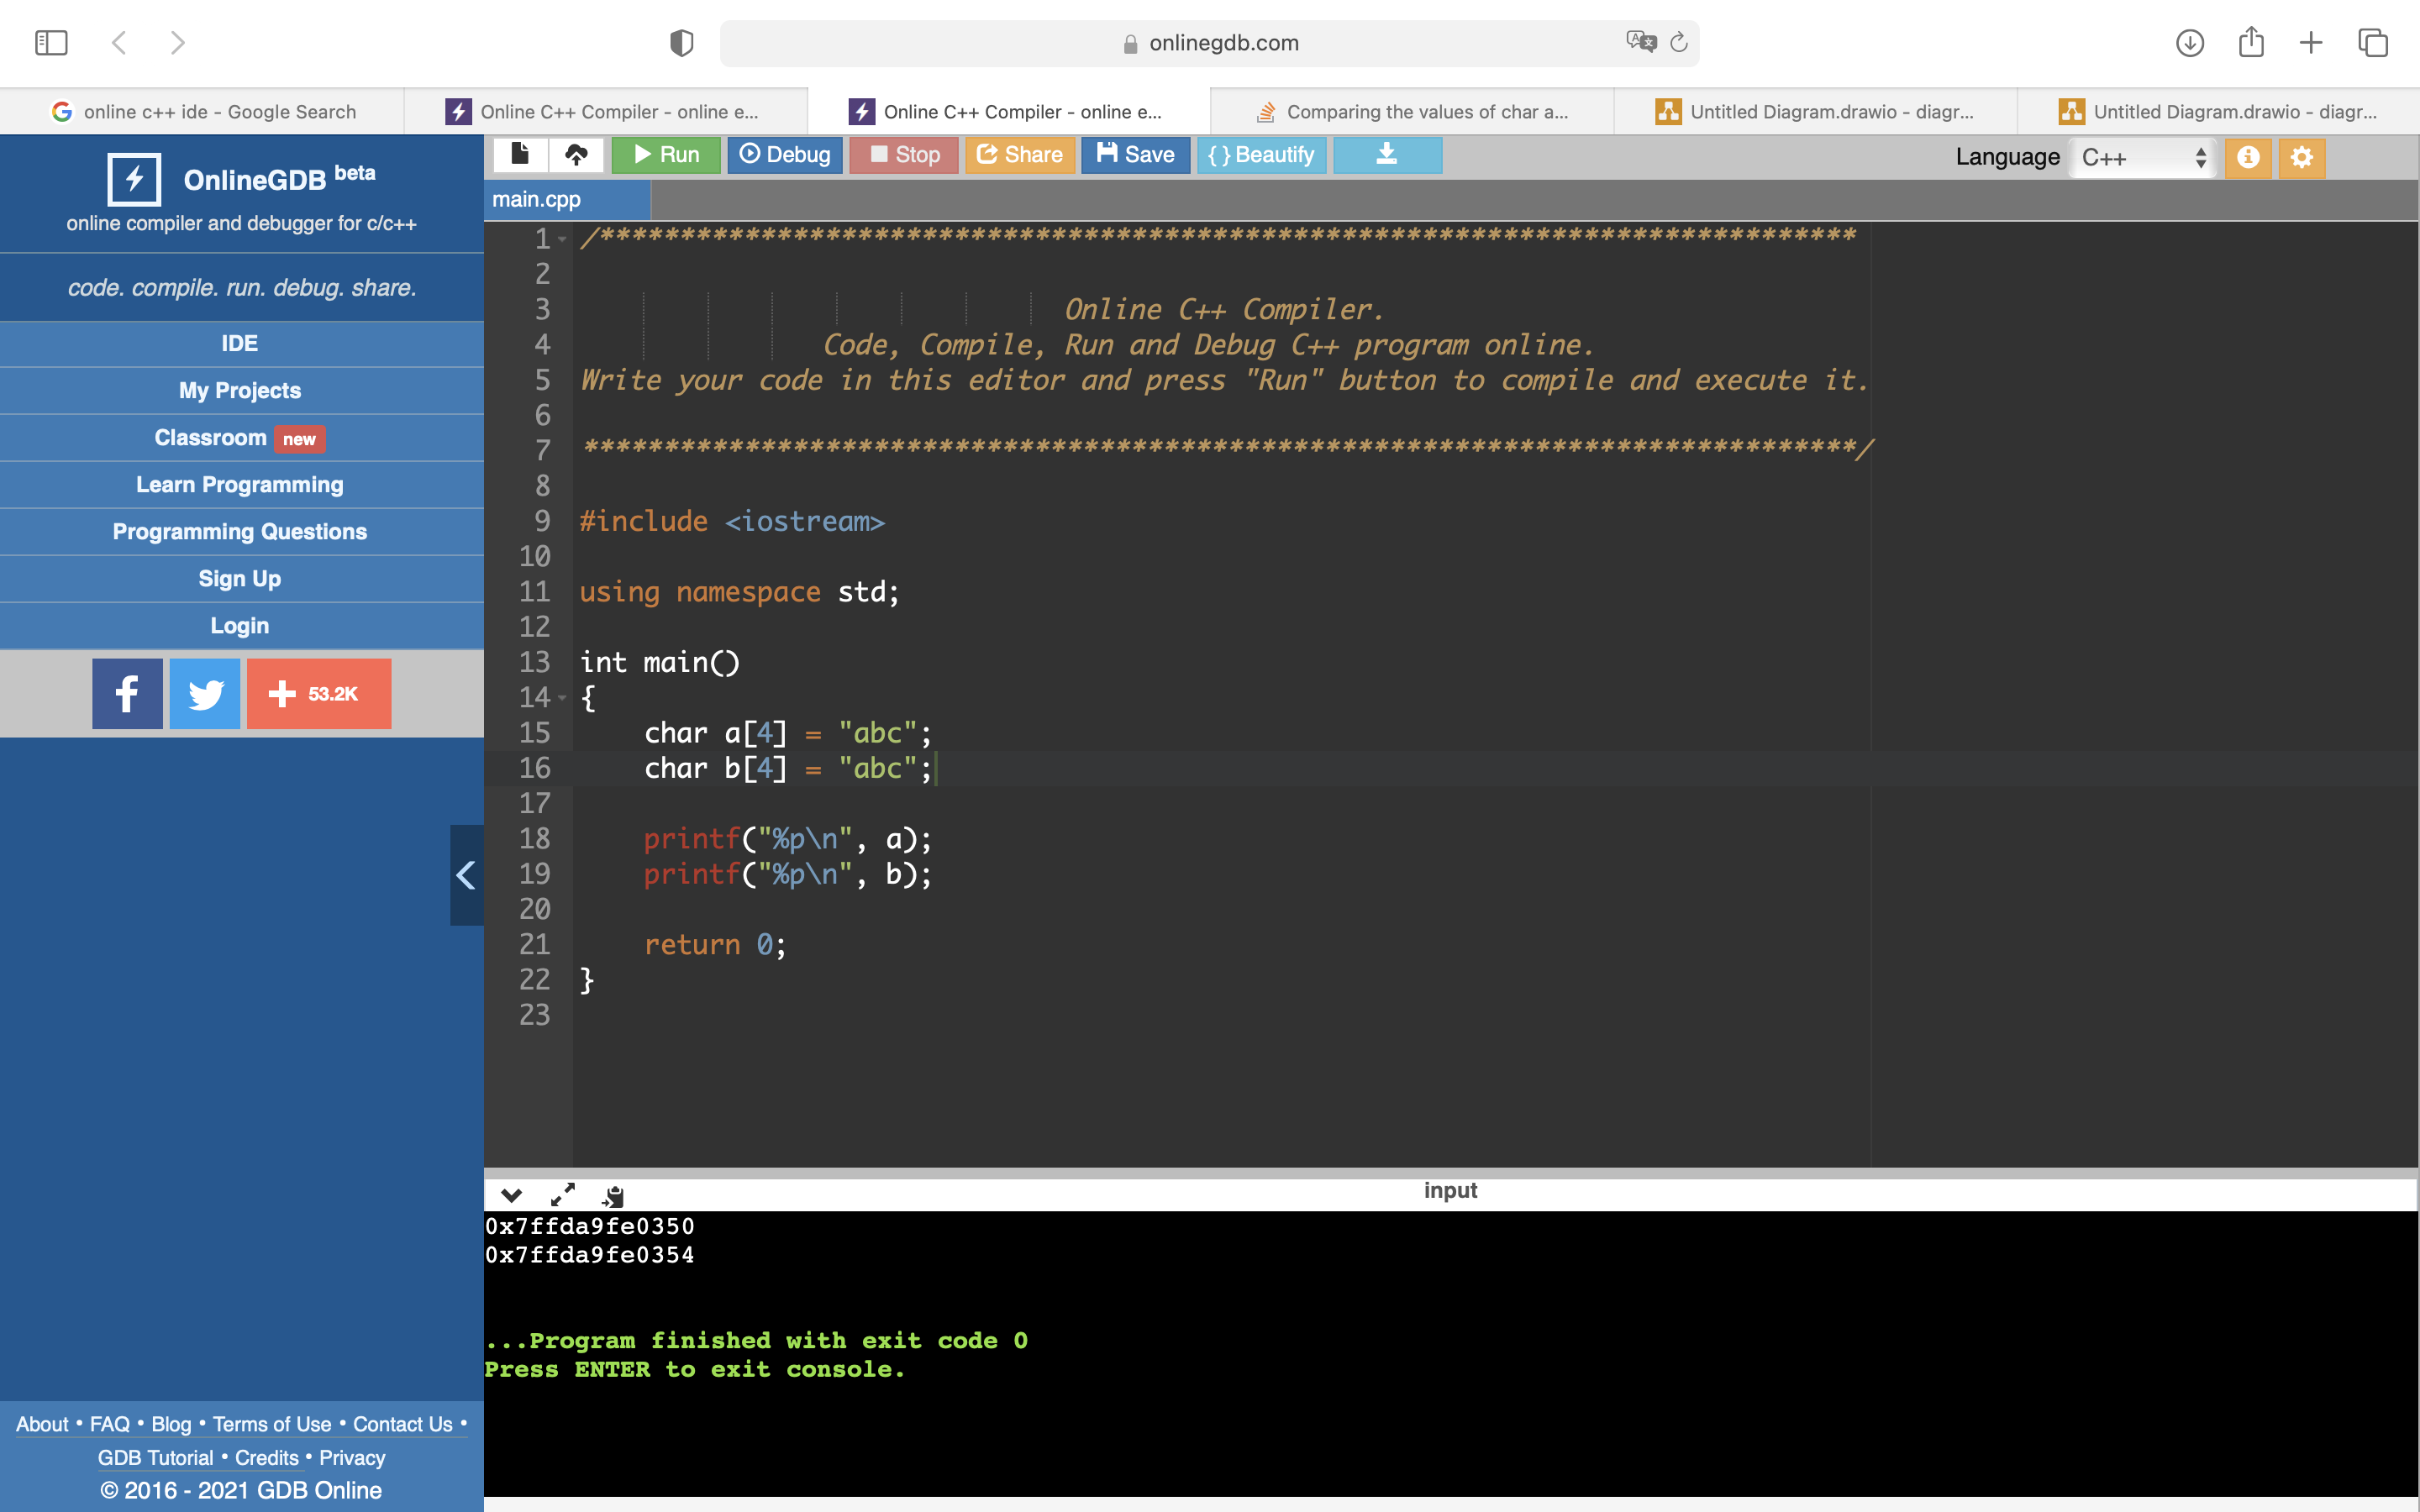 onlinegdb.com
online c++ ide - Google Search
Online C++ Compiler - online e...
Online C++ Compiler - online e...
Comparing the values of char a...
Untitled Diagram.drawio - diagr...
Untitled Diagram.drawio - diagr...
OnlineGDB beta
online compiler and debugger for c/c++
code. compile. run. debug. share.
IDE
My Projects
Classroom new
Learn Programming
Programming Questions
Sign Up
Login
f
53.2K
About • FAQ • Blog • Terms of Use • Contact Us •
GDB Tutorial • Credits • Privacy
© 2016 - 2021 GDB Online
Run Debug Stop Share Save { } Beautify
Language C++
main.cpp
1 /******************************************************************************
2
3 Online C++ Compiler.
4 Code, Compile, Run and Debug C++ program online.
5 Write your code in this editor and press "Run" button to compile and execute it.
6
7 *******************************************************************************/
8
9 #include <iostream>
10
11 using namespace std;
12
13 int main()
14 {
15 char a[4] = "abc";
16 char b[4] = "abc";
17
18 printf("%p\n", a);
19 printf("%p\n", b);
20
21 return 0;
22 }
23
input
0x7ffda9fe0350
0x7ffda9fe0354
...Program finished with exit code 0
Press ENTER to exit console.